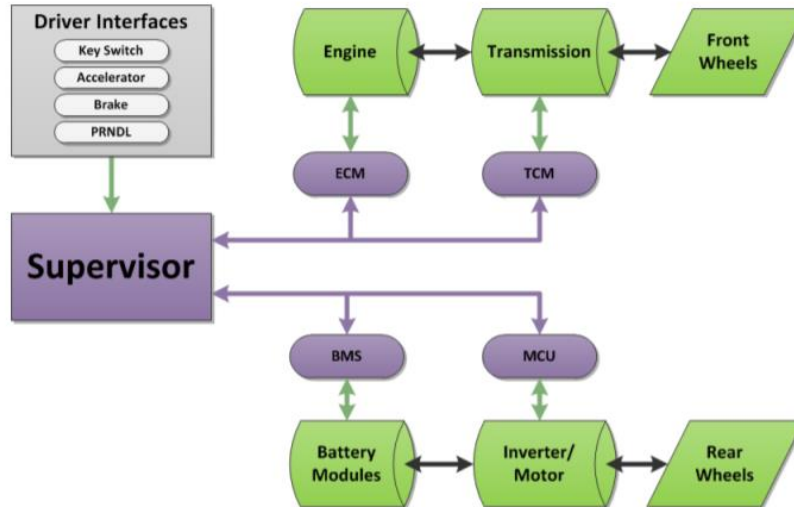 Driver Interfaces
Key Switch
Accelerator
Brake
PRNDL
Engine
Transmission
Front
Wheels
ECM
TCM
Supervisor
BMS
MCU
Battery
Modules
Inverter/
Motor
Rear
Wheels